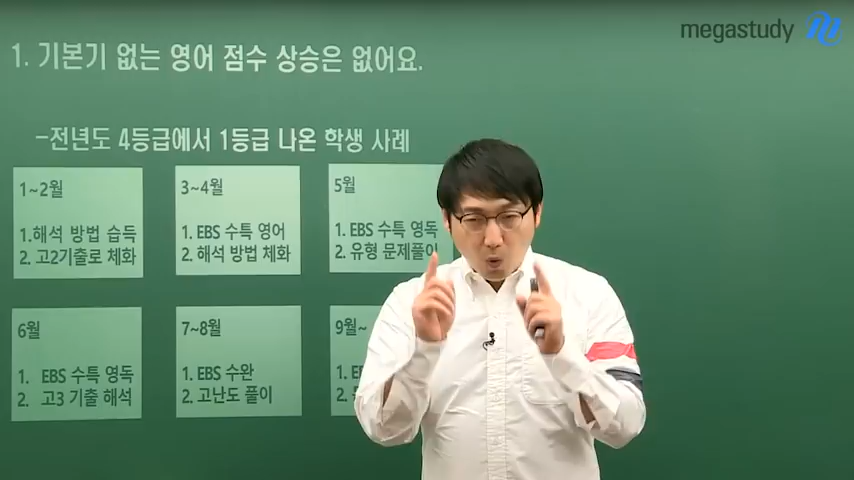 megastudy
1. 기본기 없는 영어 점수 상승은 없어요.
-전년도 4등급에서 1등급 나온 학생 사례
1~2월
1.해석 방법 습득
2. 고2기출로 체화
3~4월
1. EBS 수특 영어
2. 해석 방법 체화
5월
1. EBS 수특 영독
2. 유형 문제풀이
6월
1. EBS 수특 영독
2. 고3 기출 해석
7~8월
1. EBS 수완
2. 고난도 풀이
9월~
1.
2.